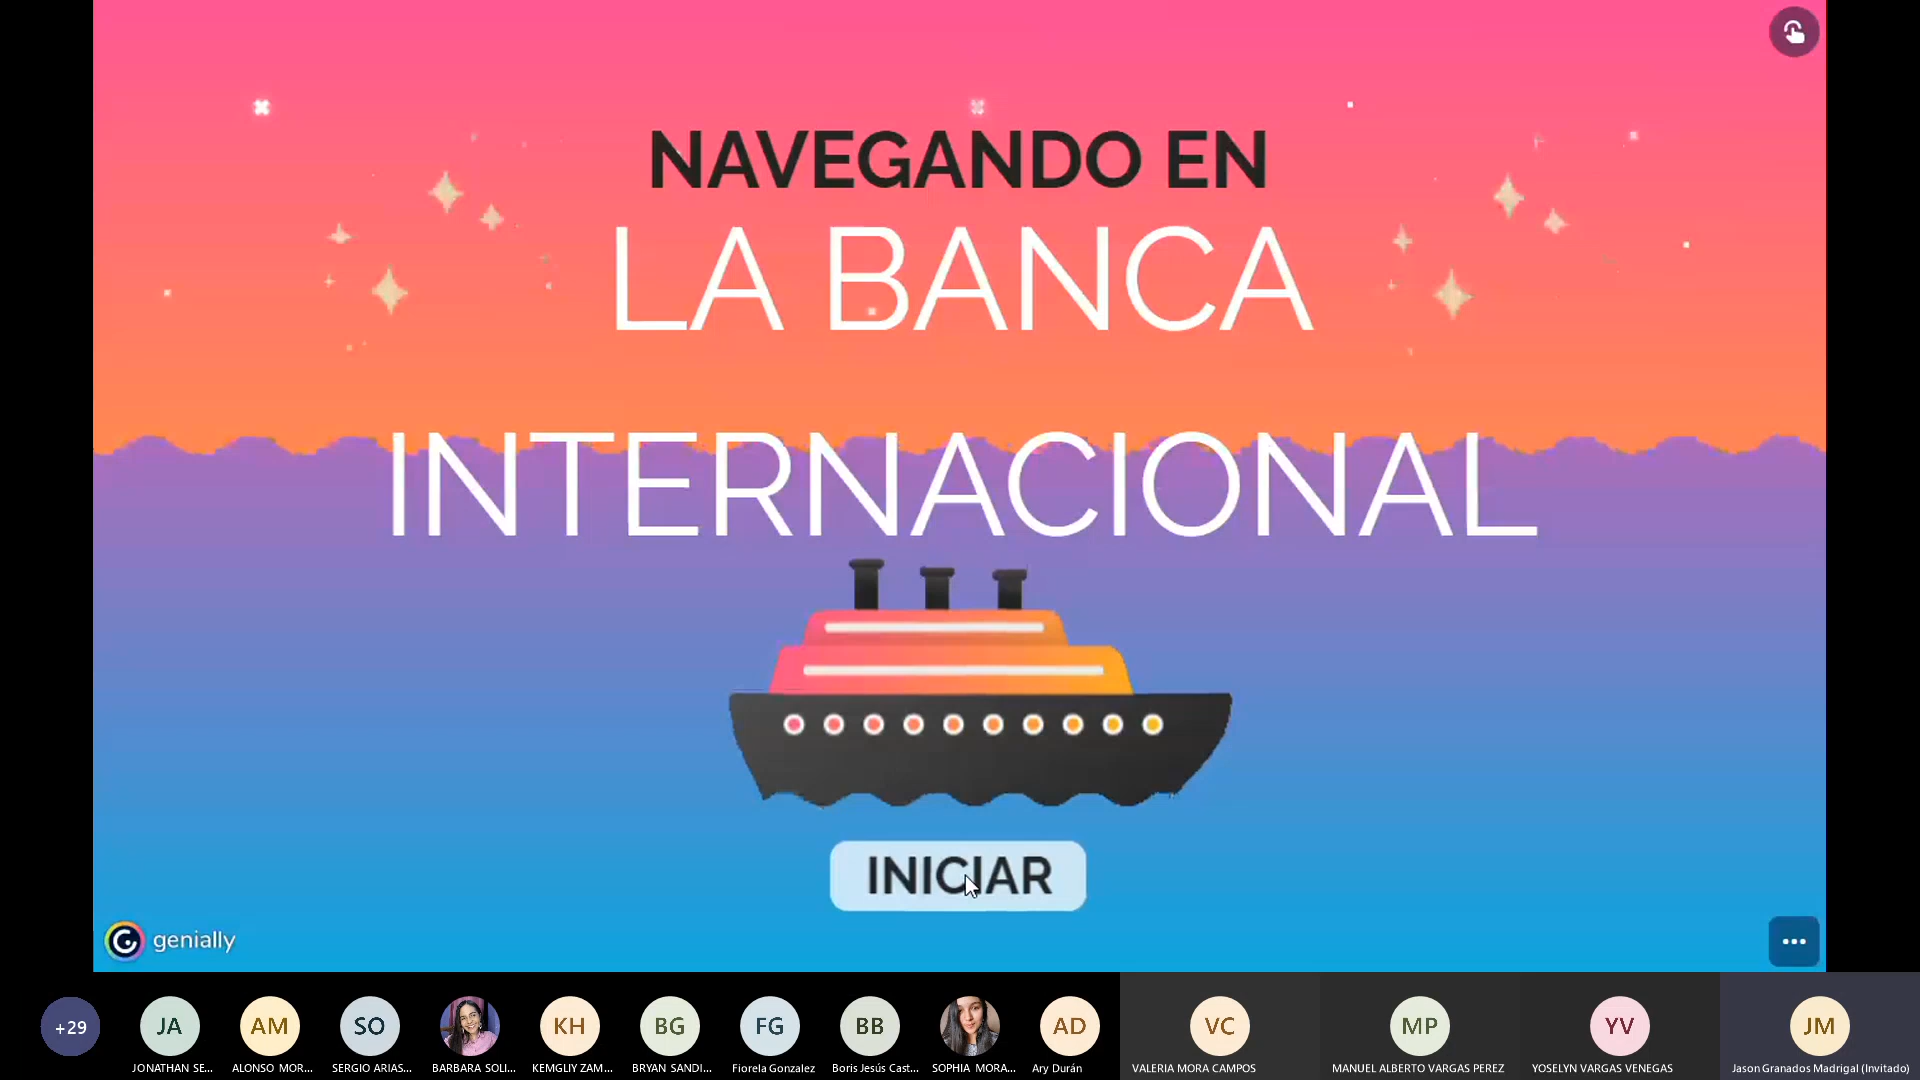 NAVEGANDO EN
LA BANCA
INTERNACIONAL
INICIAR
genially
+29
JA
AM
SO
KH
BG
FG
BB
AD
VC
MP
YV
JM
JONATHAN SE...
ALONSO MOR...
SERGIO ARIAS...
BARBARA SOLI...
KEMGLIY ZAM...
BRYAN SANDI...
Fiorela Gonzalez
Boris Jesús Cast...
SOPHIA MORA...
Ary Durán
VALERIA MORA CAMPOS
MANUEL ALBERTO VARGAS PEREZ
YOSELYN VARGAS VENEGAS
Jason Granados Madrigal (Invitado)